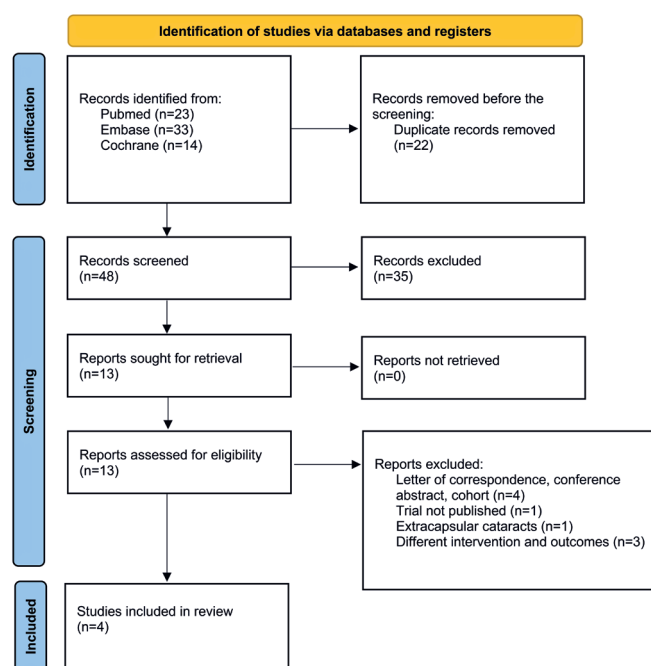 Identification of studies via databases and registers
Identification
Records identified from:
Pubmed (n=23)
Embase (n=33)
Cochrane (n=14)
Records removed before the
screening:
Duplicate records removed
(n=22)
Screening
Records screened
(n=48)
Records excluded
(n=35)
Reports sought for retrieval
(n=13)
Reports not retrieved
(n=0)
Reports assessed for eligibility
(n=13)
Reports excluded:
Letter of correspondence, conference
abstract, cohort (n=4)
Trial not published (n=1)
Extracapsular cataracts (n=1)
Different intervention and outcomes (n=3)
Included
Studies included in review
(n=4)